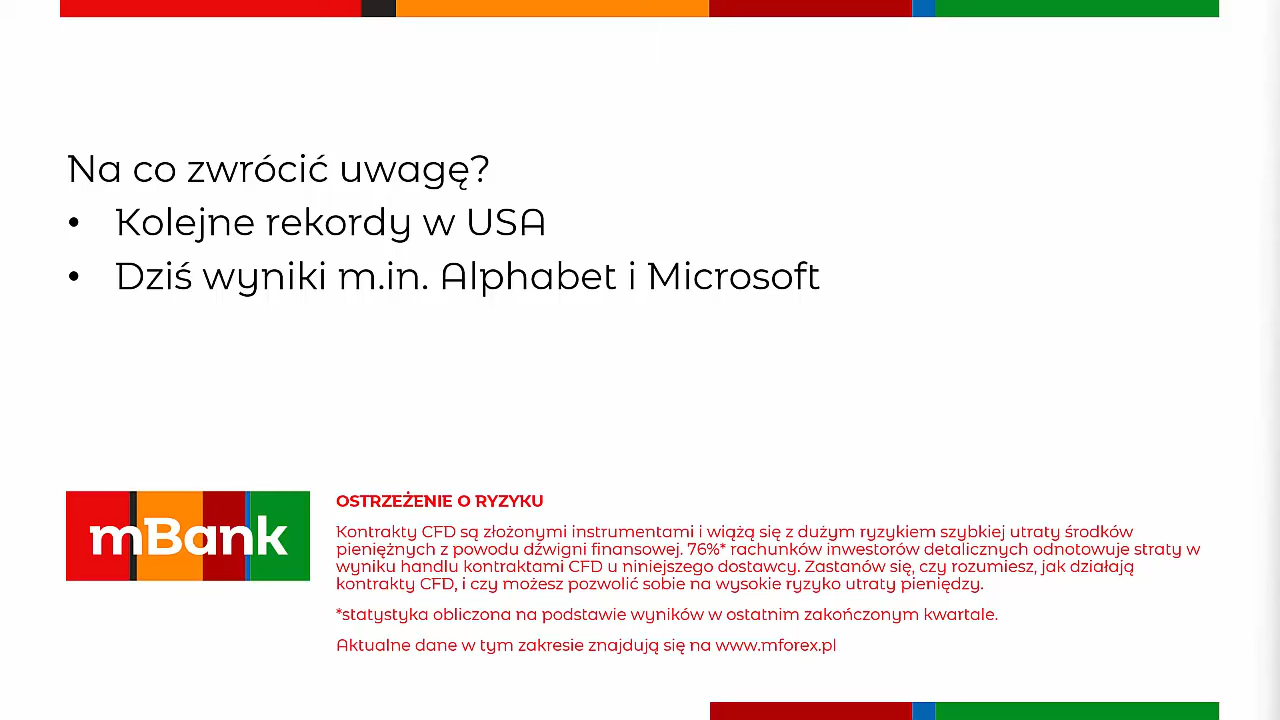 Na co zwrócić uwagę?
• Kolejne rekordy w USA
• Dziś wyniki m.in. Alphabet i Microsoft
mBank
OSTRZEŻENIE O RYZYKU
Kontrakty CFD są złożonymi instrumentami i wiążą się z dużym ryzykiem szybkiej utraty środków
pieniężnych z powodu dźwigni finansowej. 76%* rachunków inwestorów detalicznych odnotowuje straty w
wyniku handlu kontraktami CFD u niniejszego dostawcy. Zastanów się, czy rozumiesz, jak działają
kontrakty CFD, i czy możesz pozwolić sobie na wysokie ryzyko utraty pieniędzy.
*statystyka obliczona na podstawie wyników w ostatnim zakończonym kwartale.
Aktualne dane w tym zakresie znajdują się na www.mforex.pl